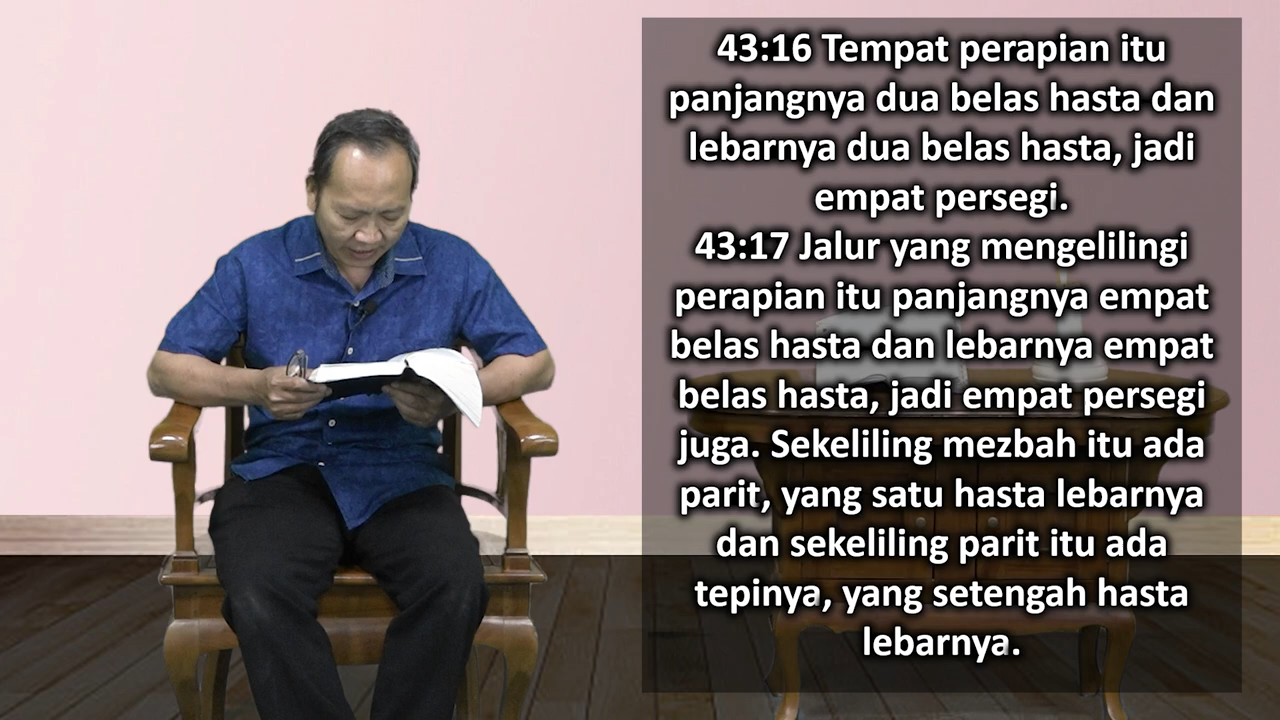 43:16 Tempat perapian itu
panjangnya dua belas hasta dan
lebarnya dua belas hasta, jadi
empat persegi.
43:17 Jalur yang mengelilingi
perapian itu panjangnya empat
belas hasta dan lebarnya empat
belas hasta, jadi empat persegi
juga. Sekeliling mezbah itu ada
parit, yang satu hasta lebarnya
dan sekeliling parit itu ada
tepinya, yang setengah hasta
lebarnya.